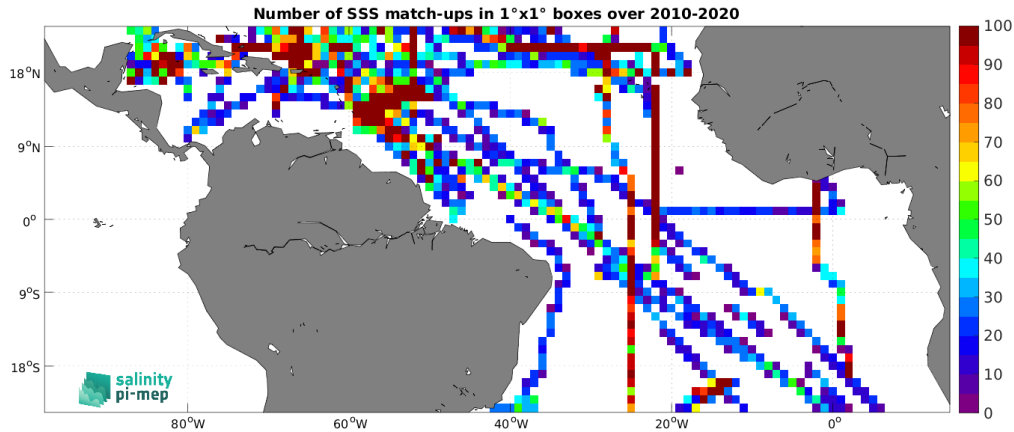 Number of SSS match-ups in 1°x1° boxes over 2010-2020
18°N
9°N
0°
9°S
18°S
80°W
60°W
40°W
20°W
0°
100
90
80
70
60
50
40
30
20
10
0
salinity
pi-mep